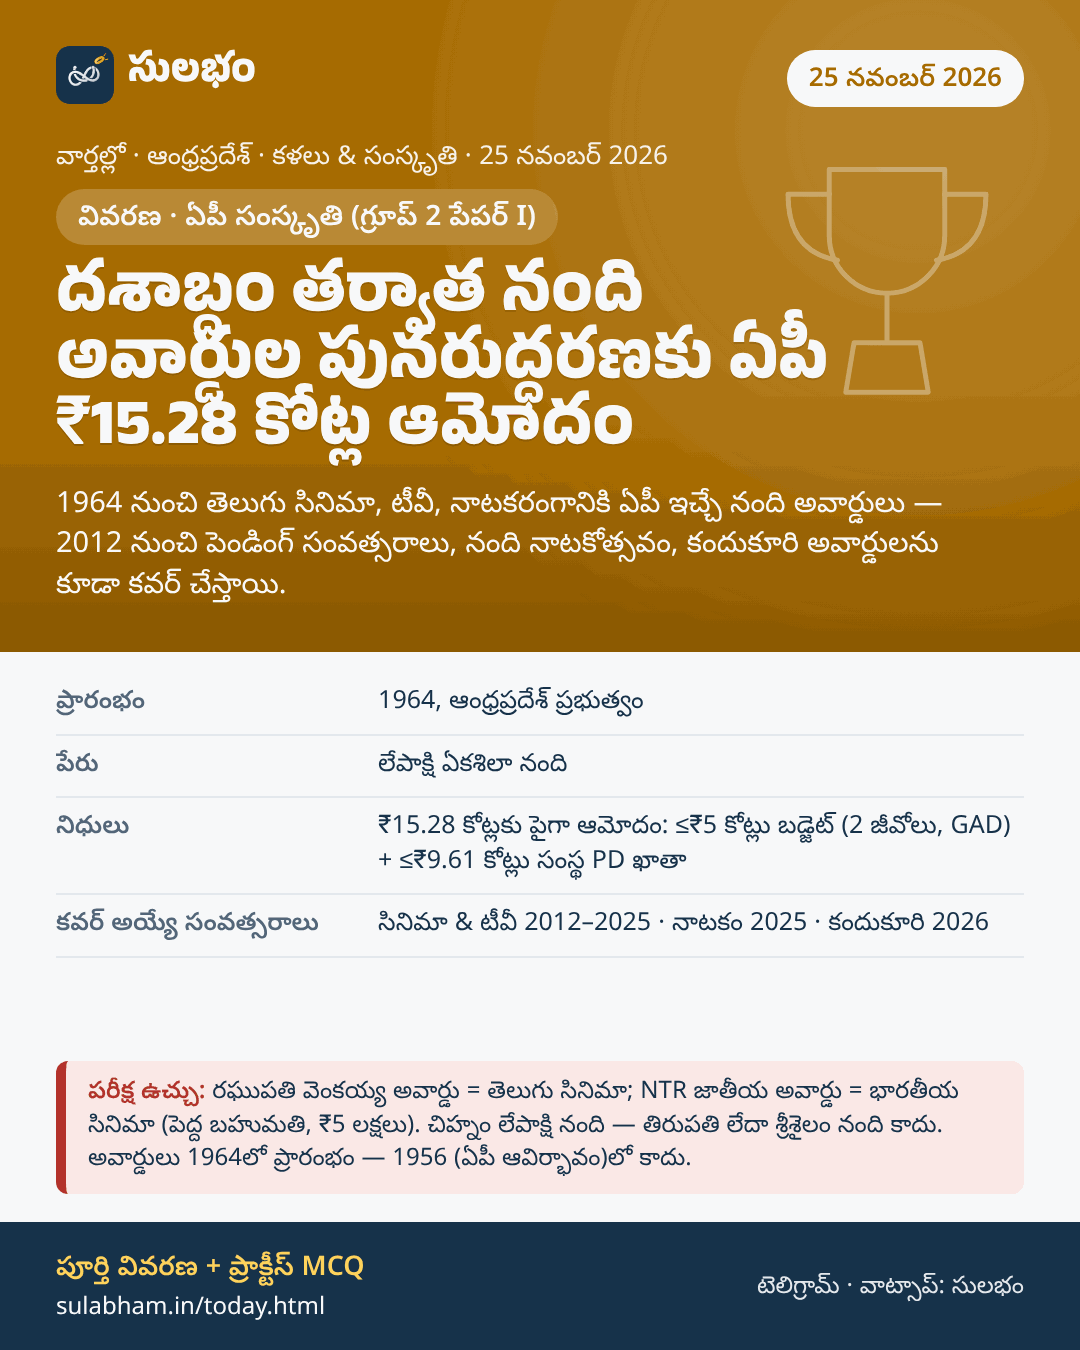 సులభం
25 నవంబర్ 2026
వార్తల్లో · ఆంధ్రప్రదేశ్ · కళలు & సంస్కృతి · 25 నవంబర్ 2026
వివరణ · ఏపీ సంస్కృతి (గ్రూప్ 2 పేపర్ I)
దశాబ్దం తర్వాత నంది
అవార్డుల పునరుద్ధరణకు ఏపీ
₹15.28 కోట్ల ఆమోదం
1964 నుంచి తెలుగు సినిమా, టీవీ, నాటకరంగానికి ఏపీ ఇచ్చే నంది అవార్డులు —
2012 నుంచి పెండింగ్ సంవత్సరాలు, నంది నాటకోత్సవం, కందుకూరి అవార్డులను
కూడా కవర్ చేస్తాయి.
ప్రారంభం
1964, ఆంధ్రప్రదేశ్ ప్రభుత్వం
పేరు
లేపాక్షి ఏకశిలా నంది
నిధులు
₹15.28 కోట్లకు పైగా ఆమోదం: ≤₹5 కోట్లు బడ్జెట్ (2 జీవోలు, GAD)
+ ≤₹9.61 కోట్లు సంస్థ PD ఖాతా
కవర్ అయ్యే సంవత్సరాలు
సినిమా & టీవీ 2012–2025 · నాటకం 2025 · కందుకూరి 2026
పరీక్ష ఉచ్చు: రఘుపతి వెంకయ్య అవార్డు = తెలుగు సినిమా; NTR జాతీయ అవార్డు = భారతీయ
సినిమా (పెద్ద బహుమతి, ₹5 లక్షలు). చిహ్నం లేపాక్షి నంది — తిరుపతి లేదా శ్రీశైలం నంది కాదు.
అవార్డులు 1964లో ప్రారంభం — 1956 (ఏపీ ఆవిర్భావం)లో కాదు.
పూర్తి వివరణ + ప్రాక్టీస్ MCQ
sulabham.in/today.html
టెలిగ్రామ్ · వాట్సాప్: సులభం